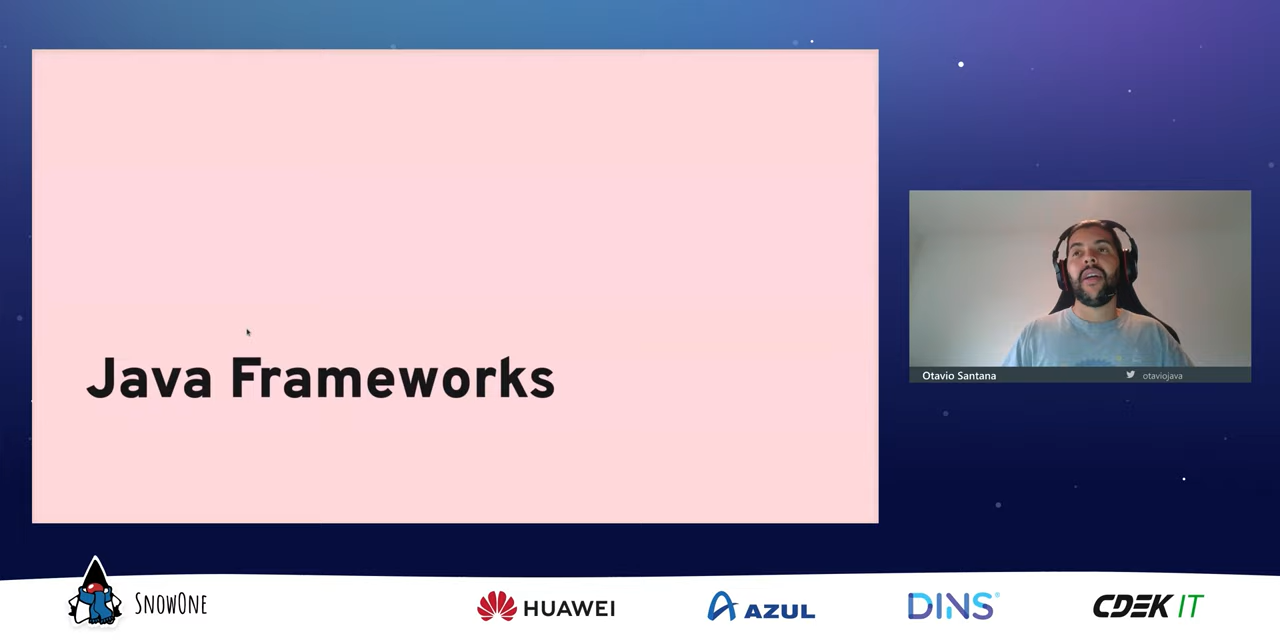 Java Frameworks
Otavio Santana
otaviojava
SnowOne
HUAWEI
AZUL
DINS
CDEK IT